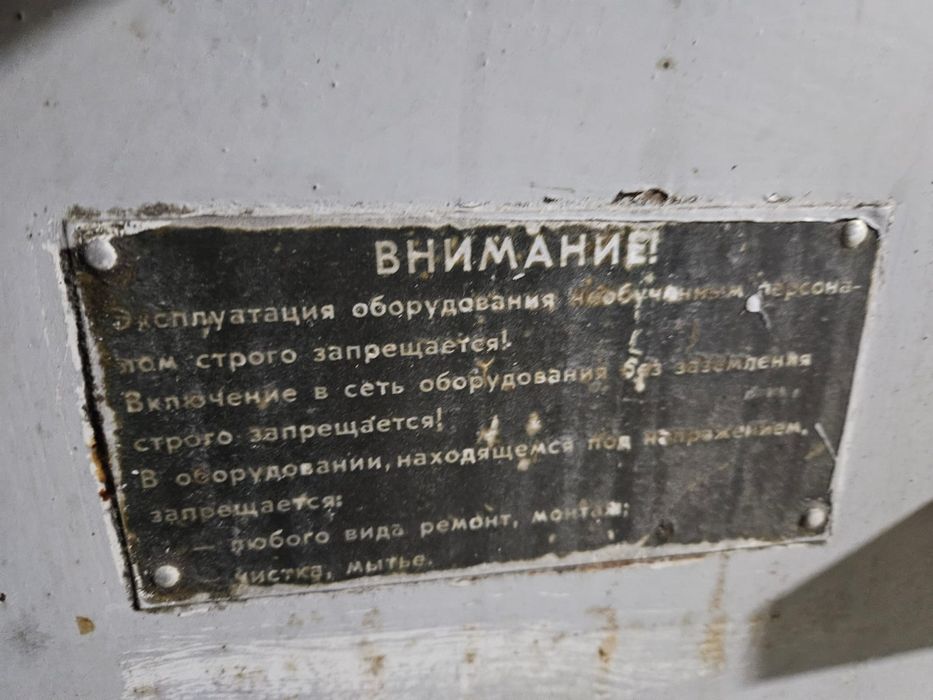 ВНИМАНИЕ!
Эксплуатация оборудования необученным персона-
лом строго запрещается!
Включение в сеть оборудования без заземления
строго запрещается!
В оборудовании, находящемся под напряжением,
запрещается:
— любого вида ремонт, монтаж;
чистка, мытье.